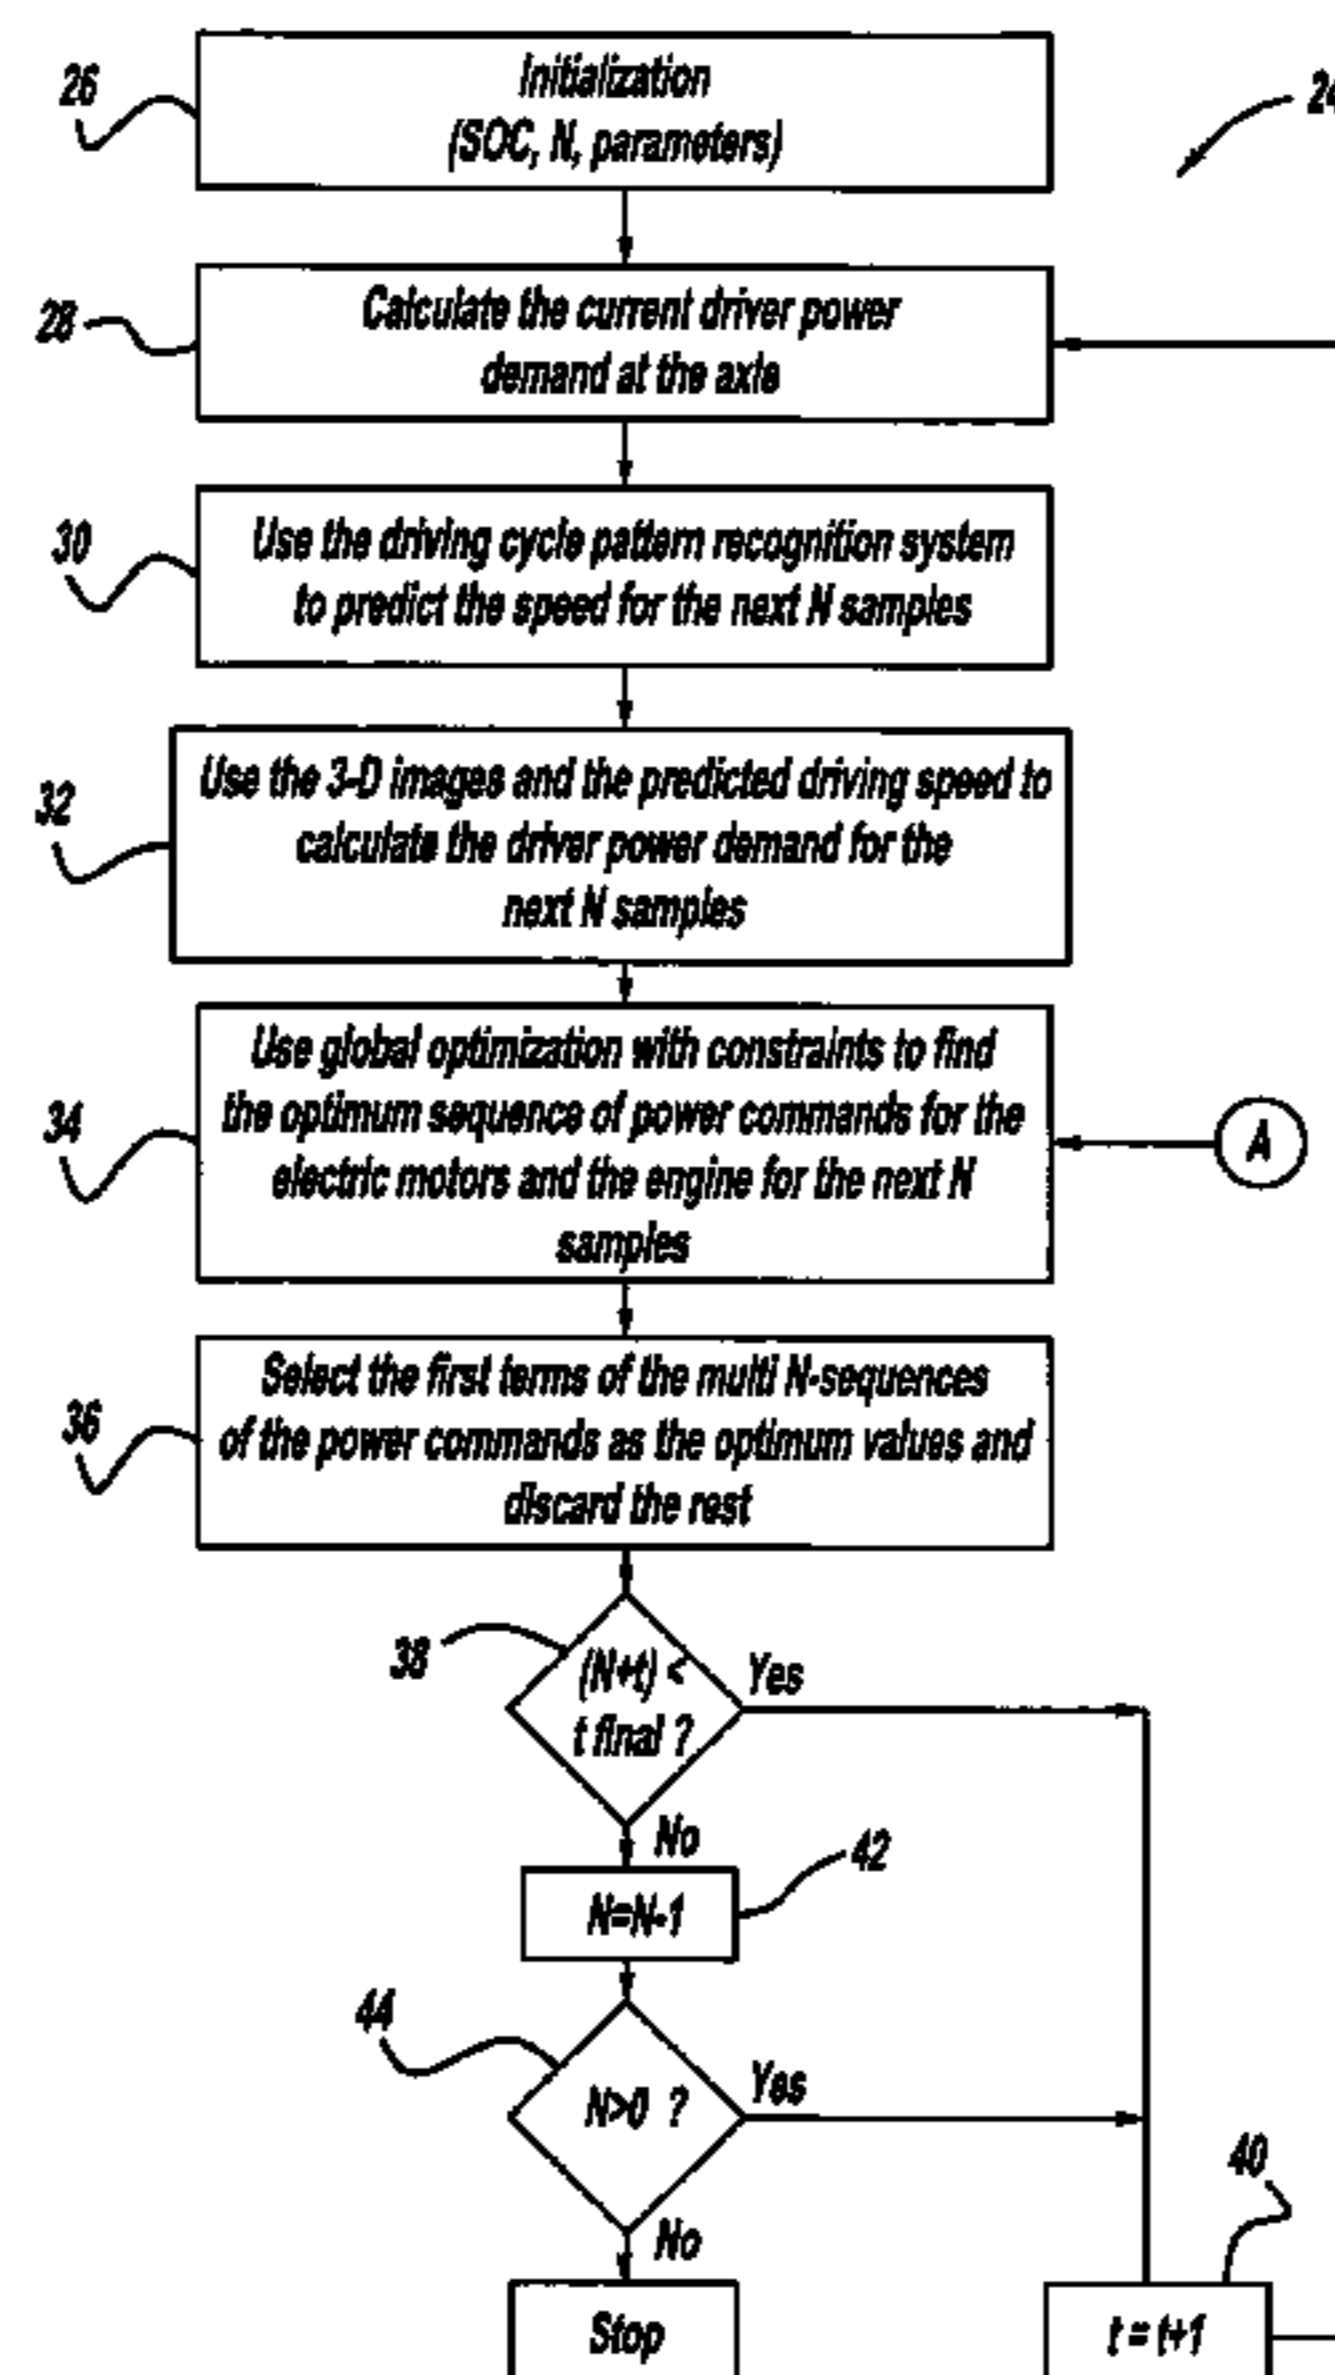 26
Initialization
(SOC, N, parameters)
28
Calculate the current driver power
demand at the axle
30
Use the driving cycle pattern recognition system
to predict the speed for the next N samples
32
Use the 3-D images and the predicted driving speed to
calculate the driver power demand for the
next N samples
34
Use global optimization with constraints to find
the optimum sequence of power commands for the
electric motors and the engine for the next N
samples
A
36
Select the first terms of the multi N-sequences
of the power commands as the optimum values and
discard the rest
38
(N+t) <
t final ?
Yes
No
N=N-1
42
44
N>0 ?
Yes
No
40
Stop
t = t+1